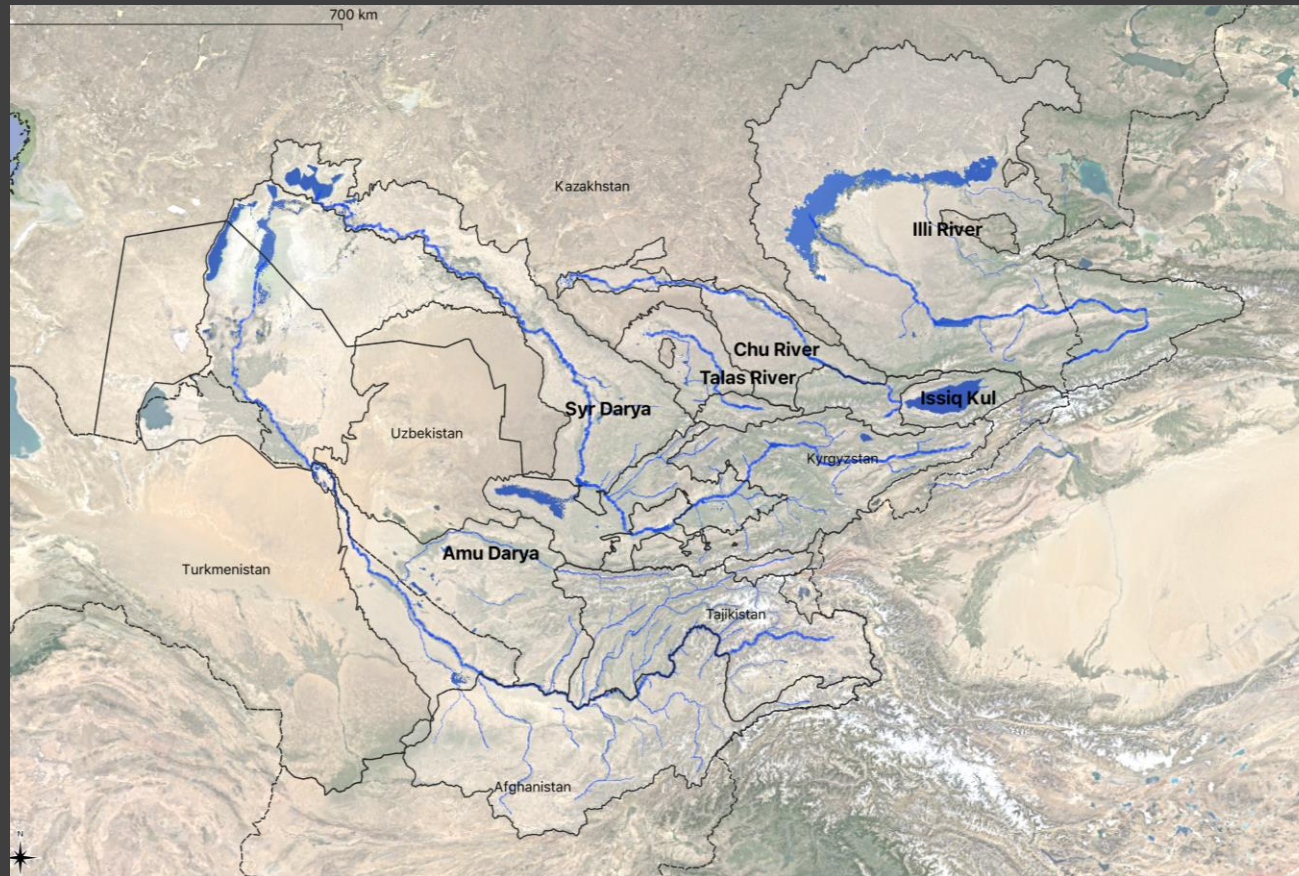 700 km
Kazakhstan
Illi River
Chu River
Talas River
Issiq Kul
Syr Darya
Uzbekistan
Kyrgyzstan
Amu Darya
Turkmenistan
Tajikistan
Afghanistan
N